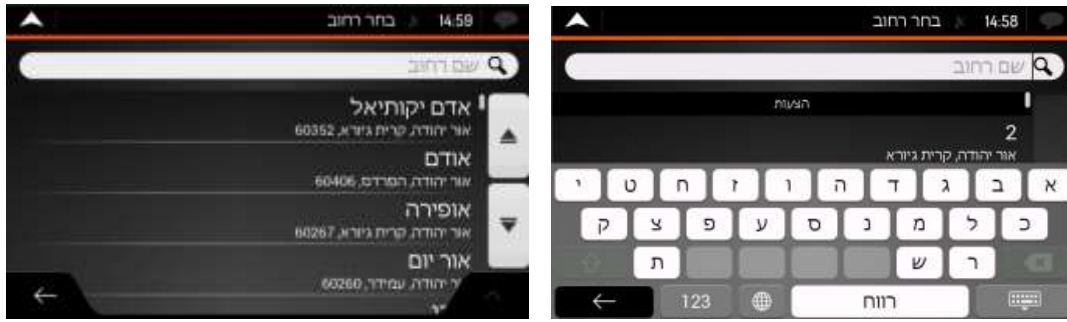 בחר רחוב 14:59
שם רחוב
אדם יקותיאל
אור יהודה, קרית גיורא, 60352
אודם
אור יהודה, הפרדס, 60406
אופירה
אור יהודה, קרית גיורא, 60267
אור יום
יהודה, עמידר, 60260
בחר רחוב 14:58
שם רחוב
הצעות
2
אור יהודה, קרית גיורא
א ב ג ד ה ו ז ח ט י
כ ל מ נ ס ע פ צ ק
ר ש ת
123 רווח